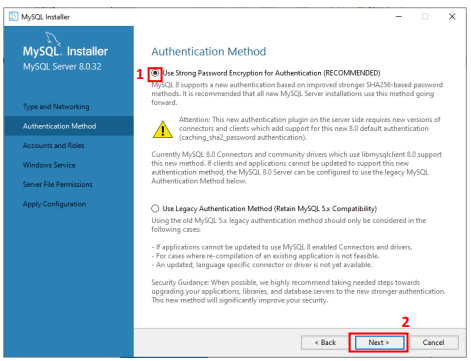 MySQL Installer
MySQL. Installer
MySQL Server 8.0.32
Type and Networking
Authentication Method
Accounts and Roles
Windows Service
Server File Permissions
Apply Configuration
Authentication Method
1
Use Strong Password Encryption for Authentication (RECOMMENDED)
MySQL 8 supports a new authentication based on improved stronger SHA256-based password
methods. It is recommended that all new MySQL Server installations use this method going
forward.
Attention: This new authentication plugin on the server side requires new versions of
connectors and clients which add support for this new 8.0 default authentication
(caching_sha2_password authentication).
Currently MySQL 8.0 Connectors and community drivers which use libmysqlclient 8.0 support
this new method. If clients and applications cannot be updated to support this new
authentication method, the MySQL 8.0 Server can be configured to use the legacy MySQL
Authentication Method below.
Use Legacy Authentication Method (Retain MySQL 5.x Compatibility)
Using the old MySQL 5.x legacy authentication method should only be considered in the
following cases:
- If applications cannot be updated to use MySQL 8 enabled Connectors and drivers.
- For cases where re-compilation of an existing application is not feasible.
- An updated, language specific connector or driver is not yet available.
Security Guidance: When possible, we highly recommend taking needed steps towards
upgrading your applications, libraries, and database servers to the new stronger authentication.
This new method will significantly improve your security.
2
< Back
Next >
Cancel